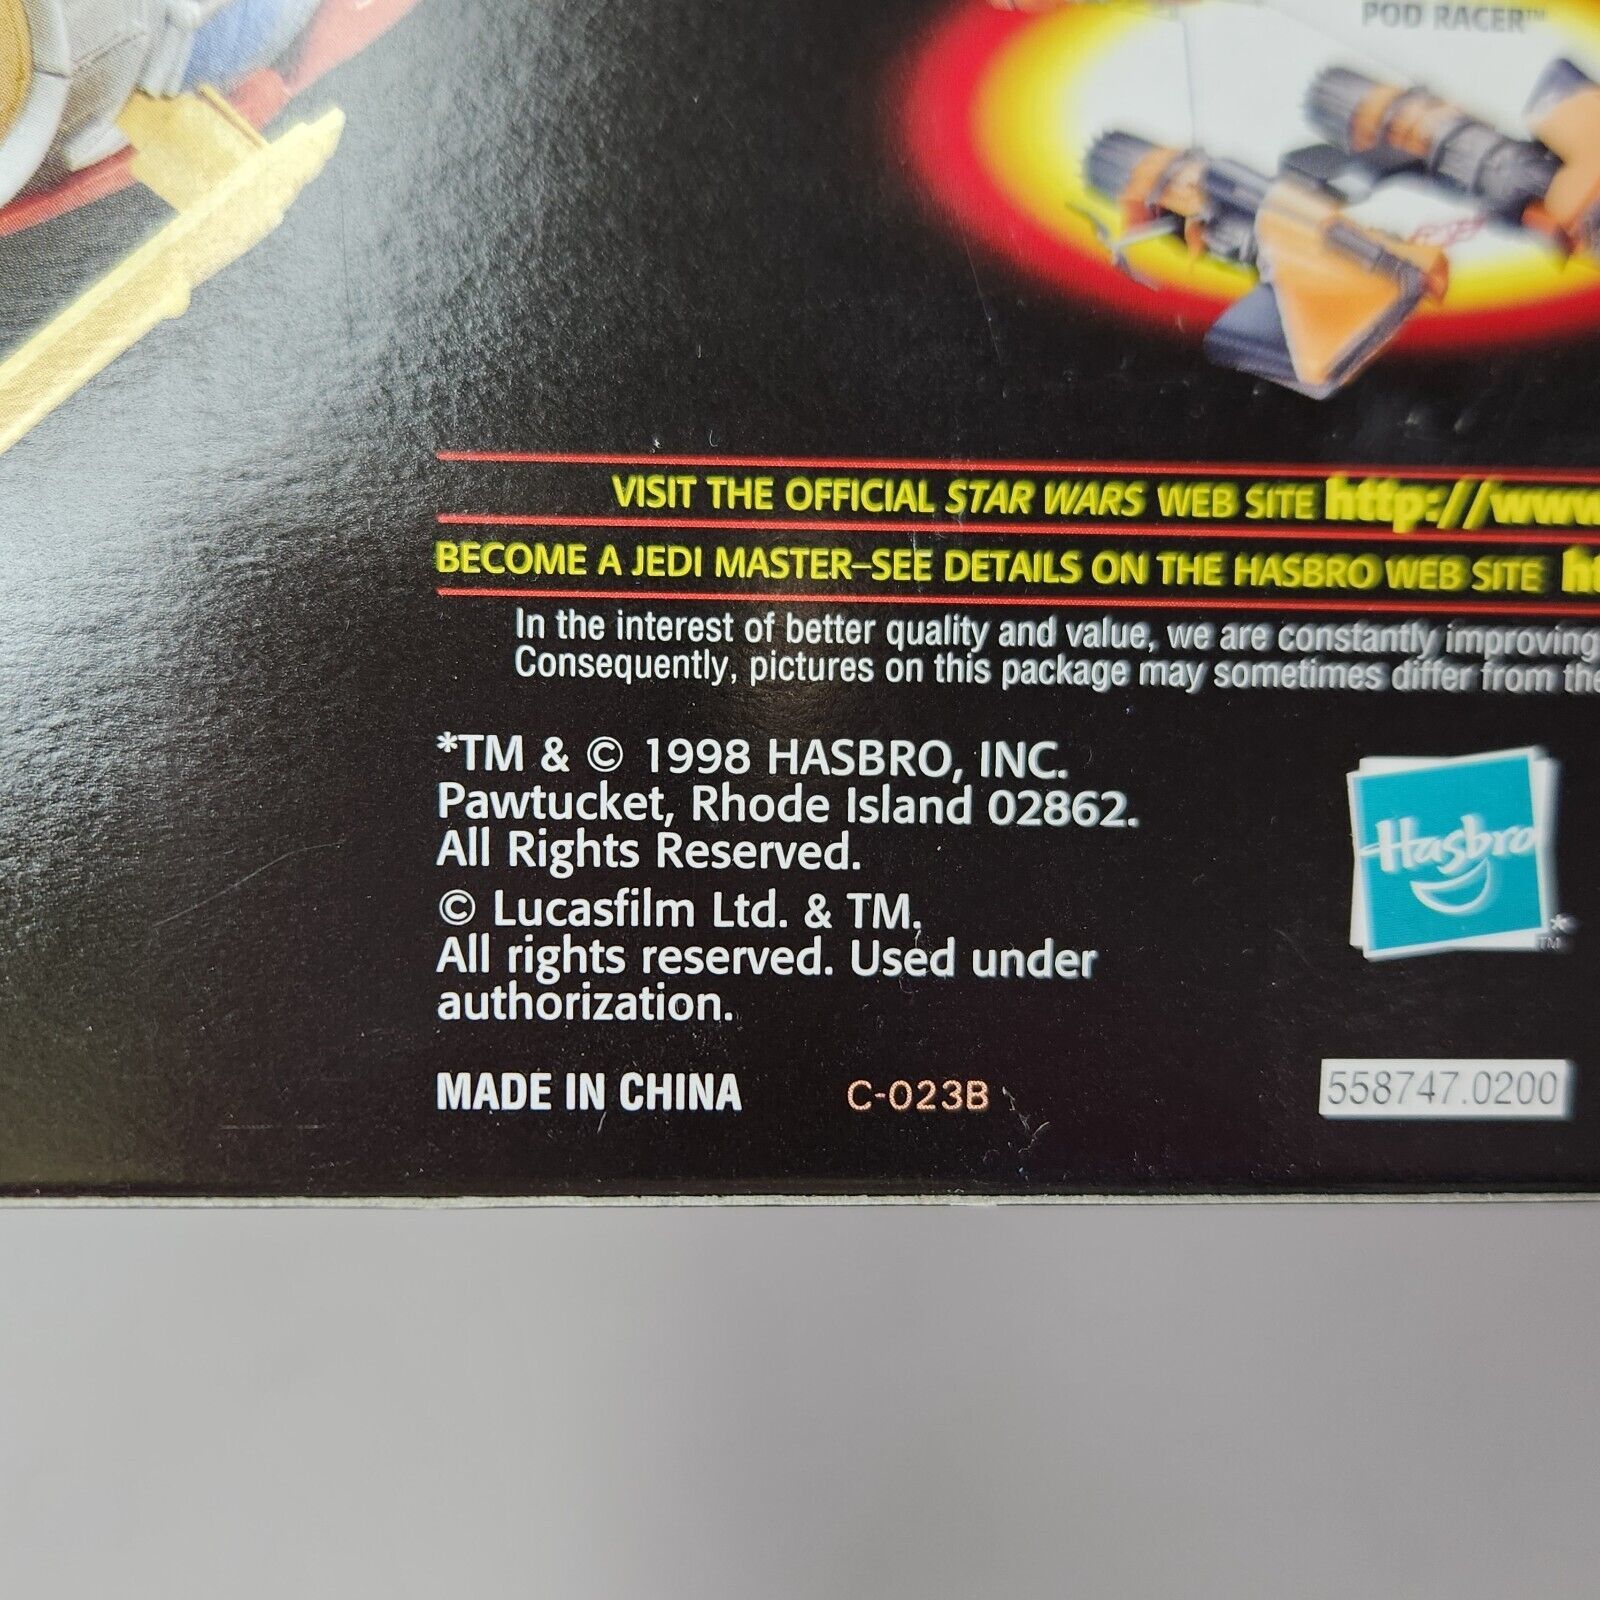 POD RACER™
VISIT THE OFFICIAL STAR WARS WEB SITE http://www
BECOME A JEDI MASTER–SEE DETAILS ON THE HASBRO WEB SITE ht
In the interest of better quality and value, we are constantly improving
Consequently, pictures on this package may sometimes differ from the
*TM & © 1998 HASBRO, INC.
Pawtucket, Rhode Island 02862.
All Rights Reserved.
© Lucasfilm Ltd. & TM.
All rights reserved. Used under
authorization.
Hasbro
*
TM
MADE IN CHINA
C-023B
558747.0200